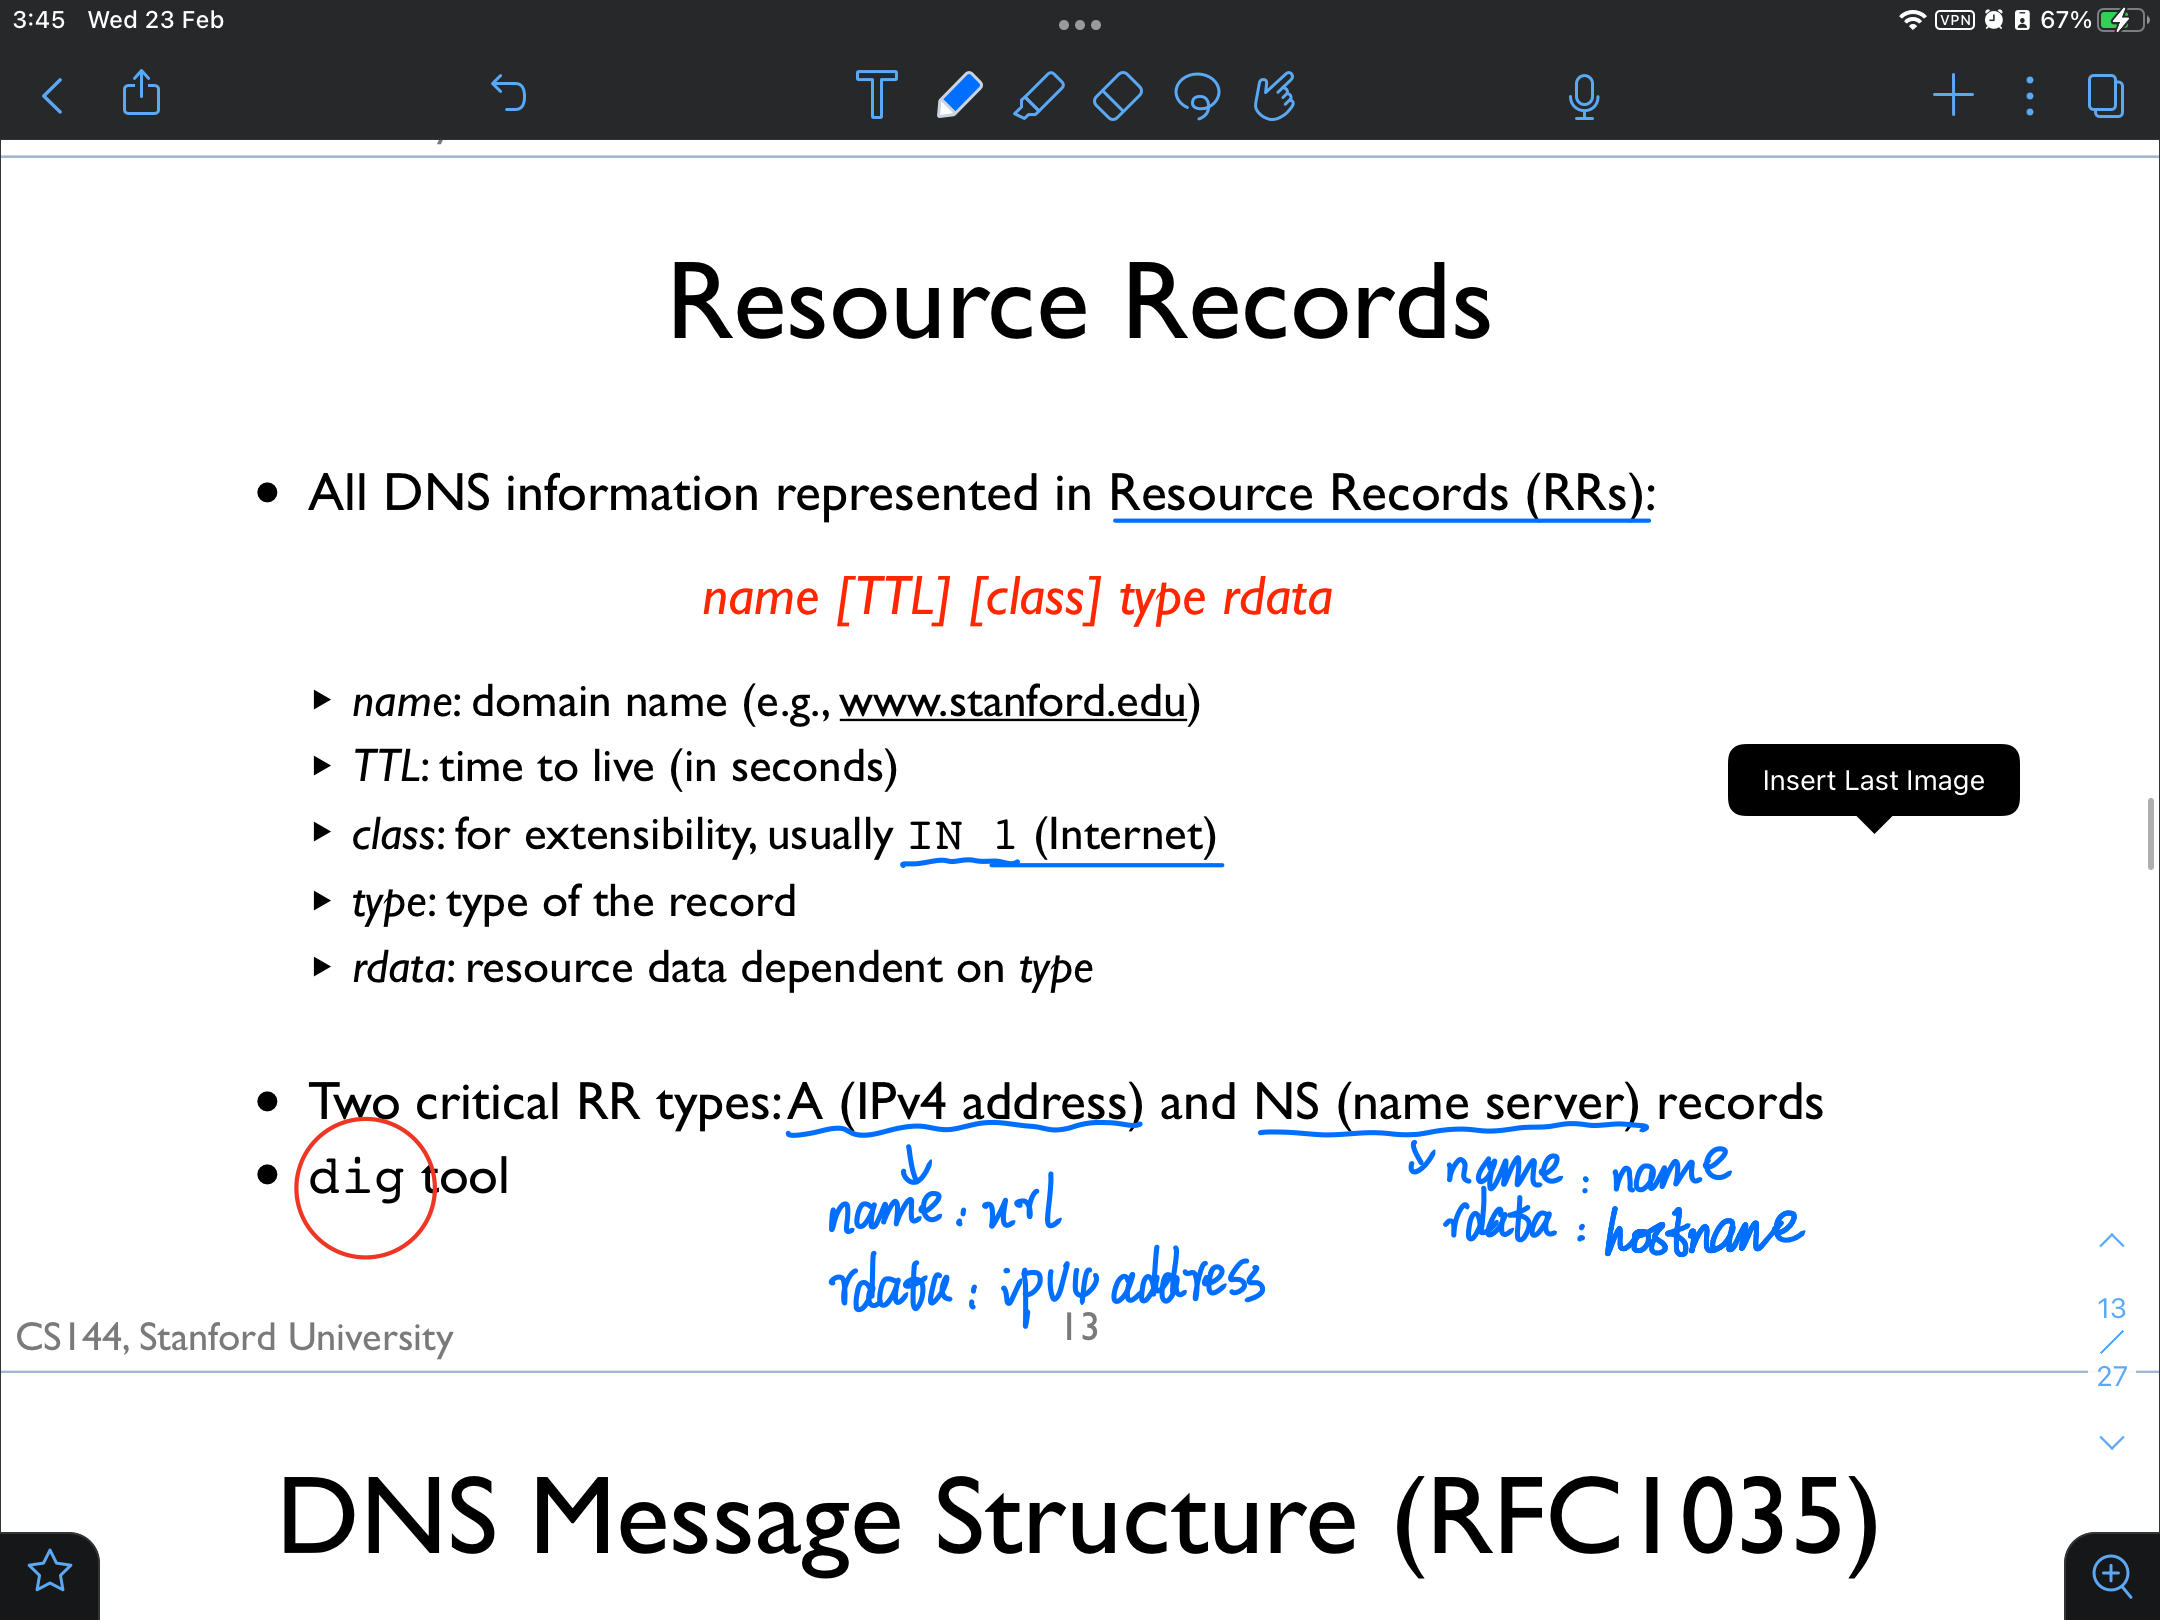 3:45 Wed 23 Feb
VPN 67%
Resource Records
• All DNS information represented in Resource Records (RRs):
name [TTL] [class] type rdata
▸ name: domain name (e.g., www.stanford.edu)
▸ TTL: time to live (in seconds)
Insert Last Image
▸ class: for extensibility, usually IN 1 (Internet)
▸ type: type of the record
▸ rdata: resource data dependent on type
• Two critical RR types: A (IPv4 address) and NS (name server) records
• dig tool
name: url
rdata: ipv4 address
name: name
rdata: hostname
CS144, Stanford University
13
13
/
27
DNS Message Structure (RFC1035)